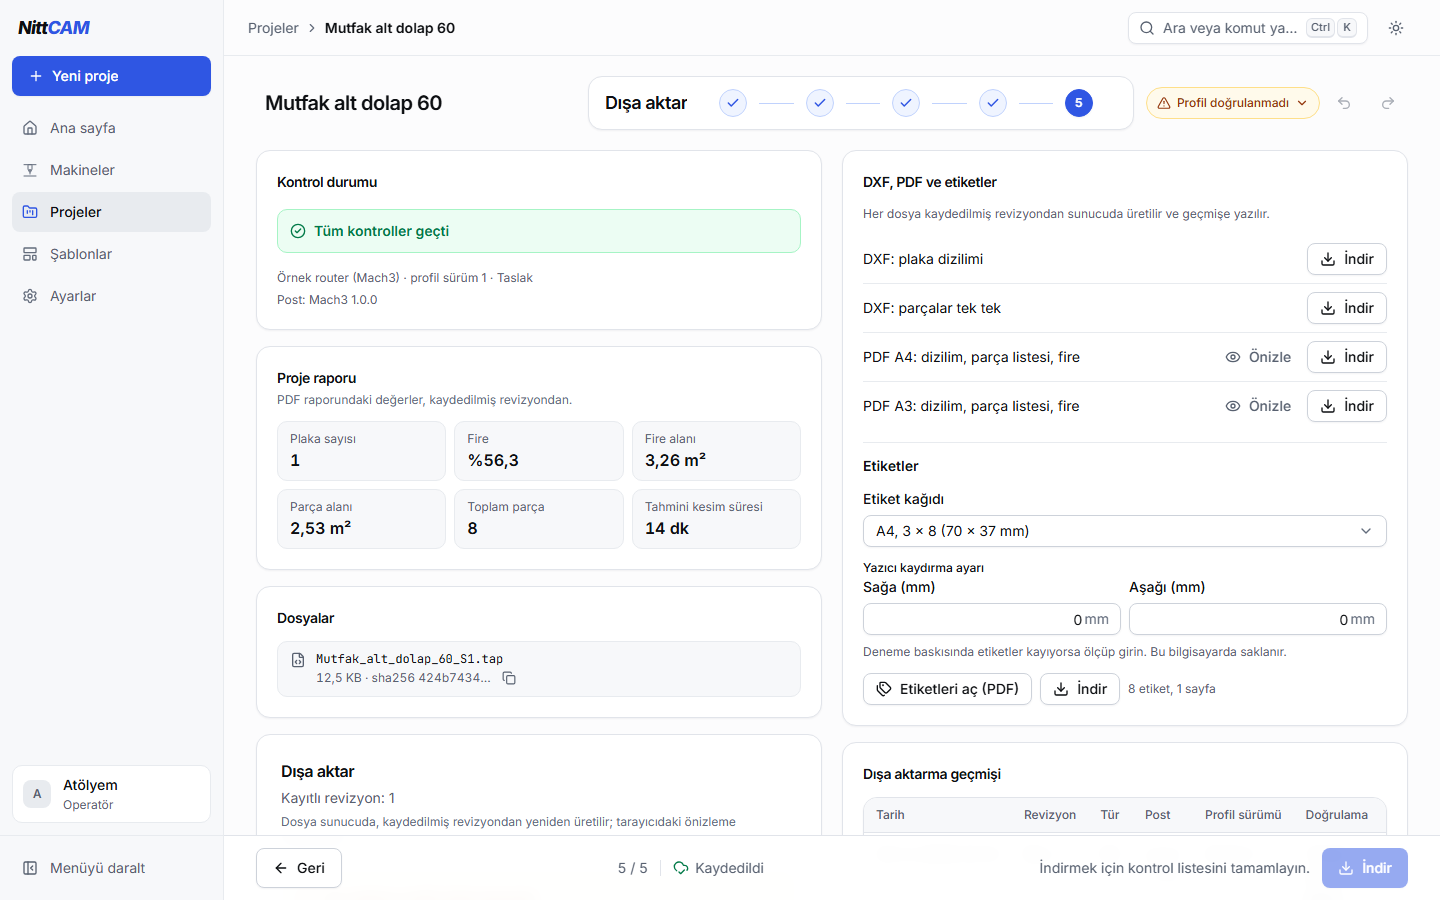 NittCAM
Yeni proje
Ana sayfa
Makineler
Projeler
Şablonlar
Ayarlar
A
Atölyem
Operatör
Menüyü daralt
Projeler > Mutfak alt dolap 60
Ara veya komut ya... Ctrl K
Mutfak alt dolap 60
Dışa aktar
5
Profil doğrulanmadı
Kontrol durumu
Tüm kontroller geçti
Örnek router (Mach3) · profil sürüm 1 · Taslak
Post: Mach3 1.0.0
Proje raporu
PDF raporundaki değerler, kaydedilmiş revizyondan.
Plaka sayısı
1
Fire
%56,3
Fire alanı
3,26 m²
Parça alanı
2,53 m²
Toplam parça
8
Tahmini kesim süresi
14 dk
Dosyalar
Mutfak_alt_dolap_60_S1.tap
12,5 KB · sha256 424b7434...
Dışa aktar
Kayıtlı revizyon: 1
Dosya sunucuda, kaydedilmiş revizyondan yeniden üretilir; tarayıcıdaki önizleme
DXF, PDF ve etiketler
Her dosya kaydedilmiş revizyondan sunucuda üretilir ve geçmişe yazılır.
DXF: plaka dizilimi İndir
DXF: parçalar tek tek İndir
PDF A4: dizilim, parça listesi, fire Önizle İndir
PDF A3: dizilim, parça listesi, fire Önizle İndir
Etiketler
Etiket kağıdı
A4, 3 × 8 (70 × 37 mm)
Yazıcı kaydırma ayarı
Sağa (mm) Aşağı (mm)
0 mm 0 mm
Deneme baskısında etiketler kayıyorsa ölçüp girin. Bu bilgisayarda saklanır.
Etiketleri aç (PDF) İndir 8 etiket, 1 sayfa
Dışa aktarma geçmişi
Tarih Revizyon Tür Post Profil sürümü Doğrulama
Geri
5 / 5
Kaydedildi
İndirmek için kontrol listesini tamamlayın.
İndir